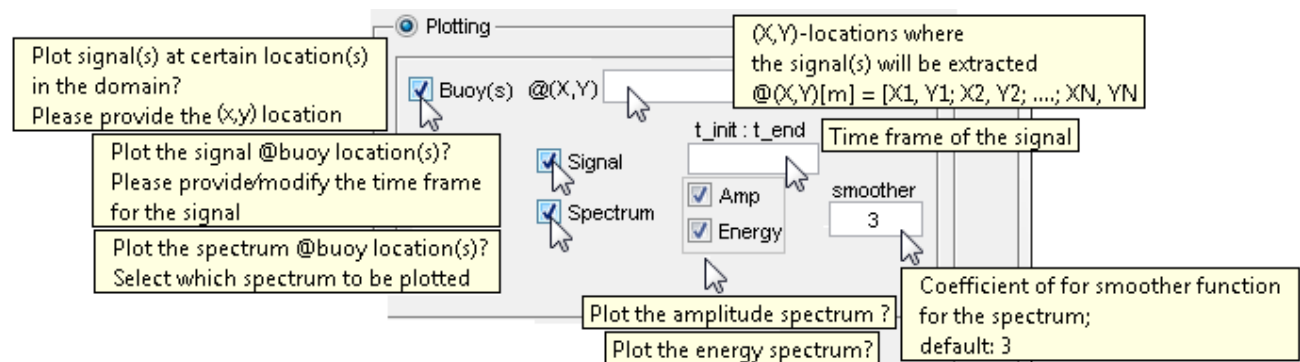 Plotting
Plot signal(s) at certain location(s)
in the domain?
Please provide the (x,y) location
(X,Y)-locations where
the signal(s) will be extracted
@(X,Y)[m] = [X1, Y1; X2, Y2; ....; XN, YN
Buoy(s) @(X,Y)
t_init : t_end
Time frame of the signal
Plot the signal @buoy location(s)?
Please provide/modify the time frame
for the signal
Signal
Amp
smoother
Spectrum
3
Energy
Plot the spectrum @buoy location(s)?
Select which spectrum to be plotted
Plot the amplitude spectrum ?
Plot the energy spectrum?
Coefficient of for smoother function
for the spectrum;
default: 3